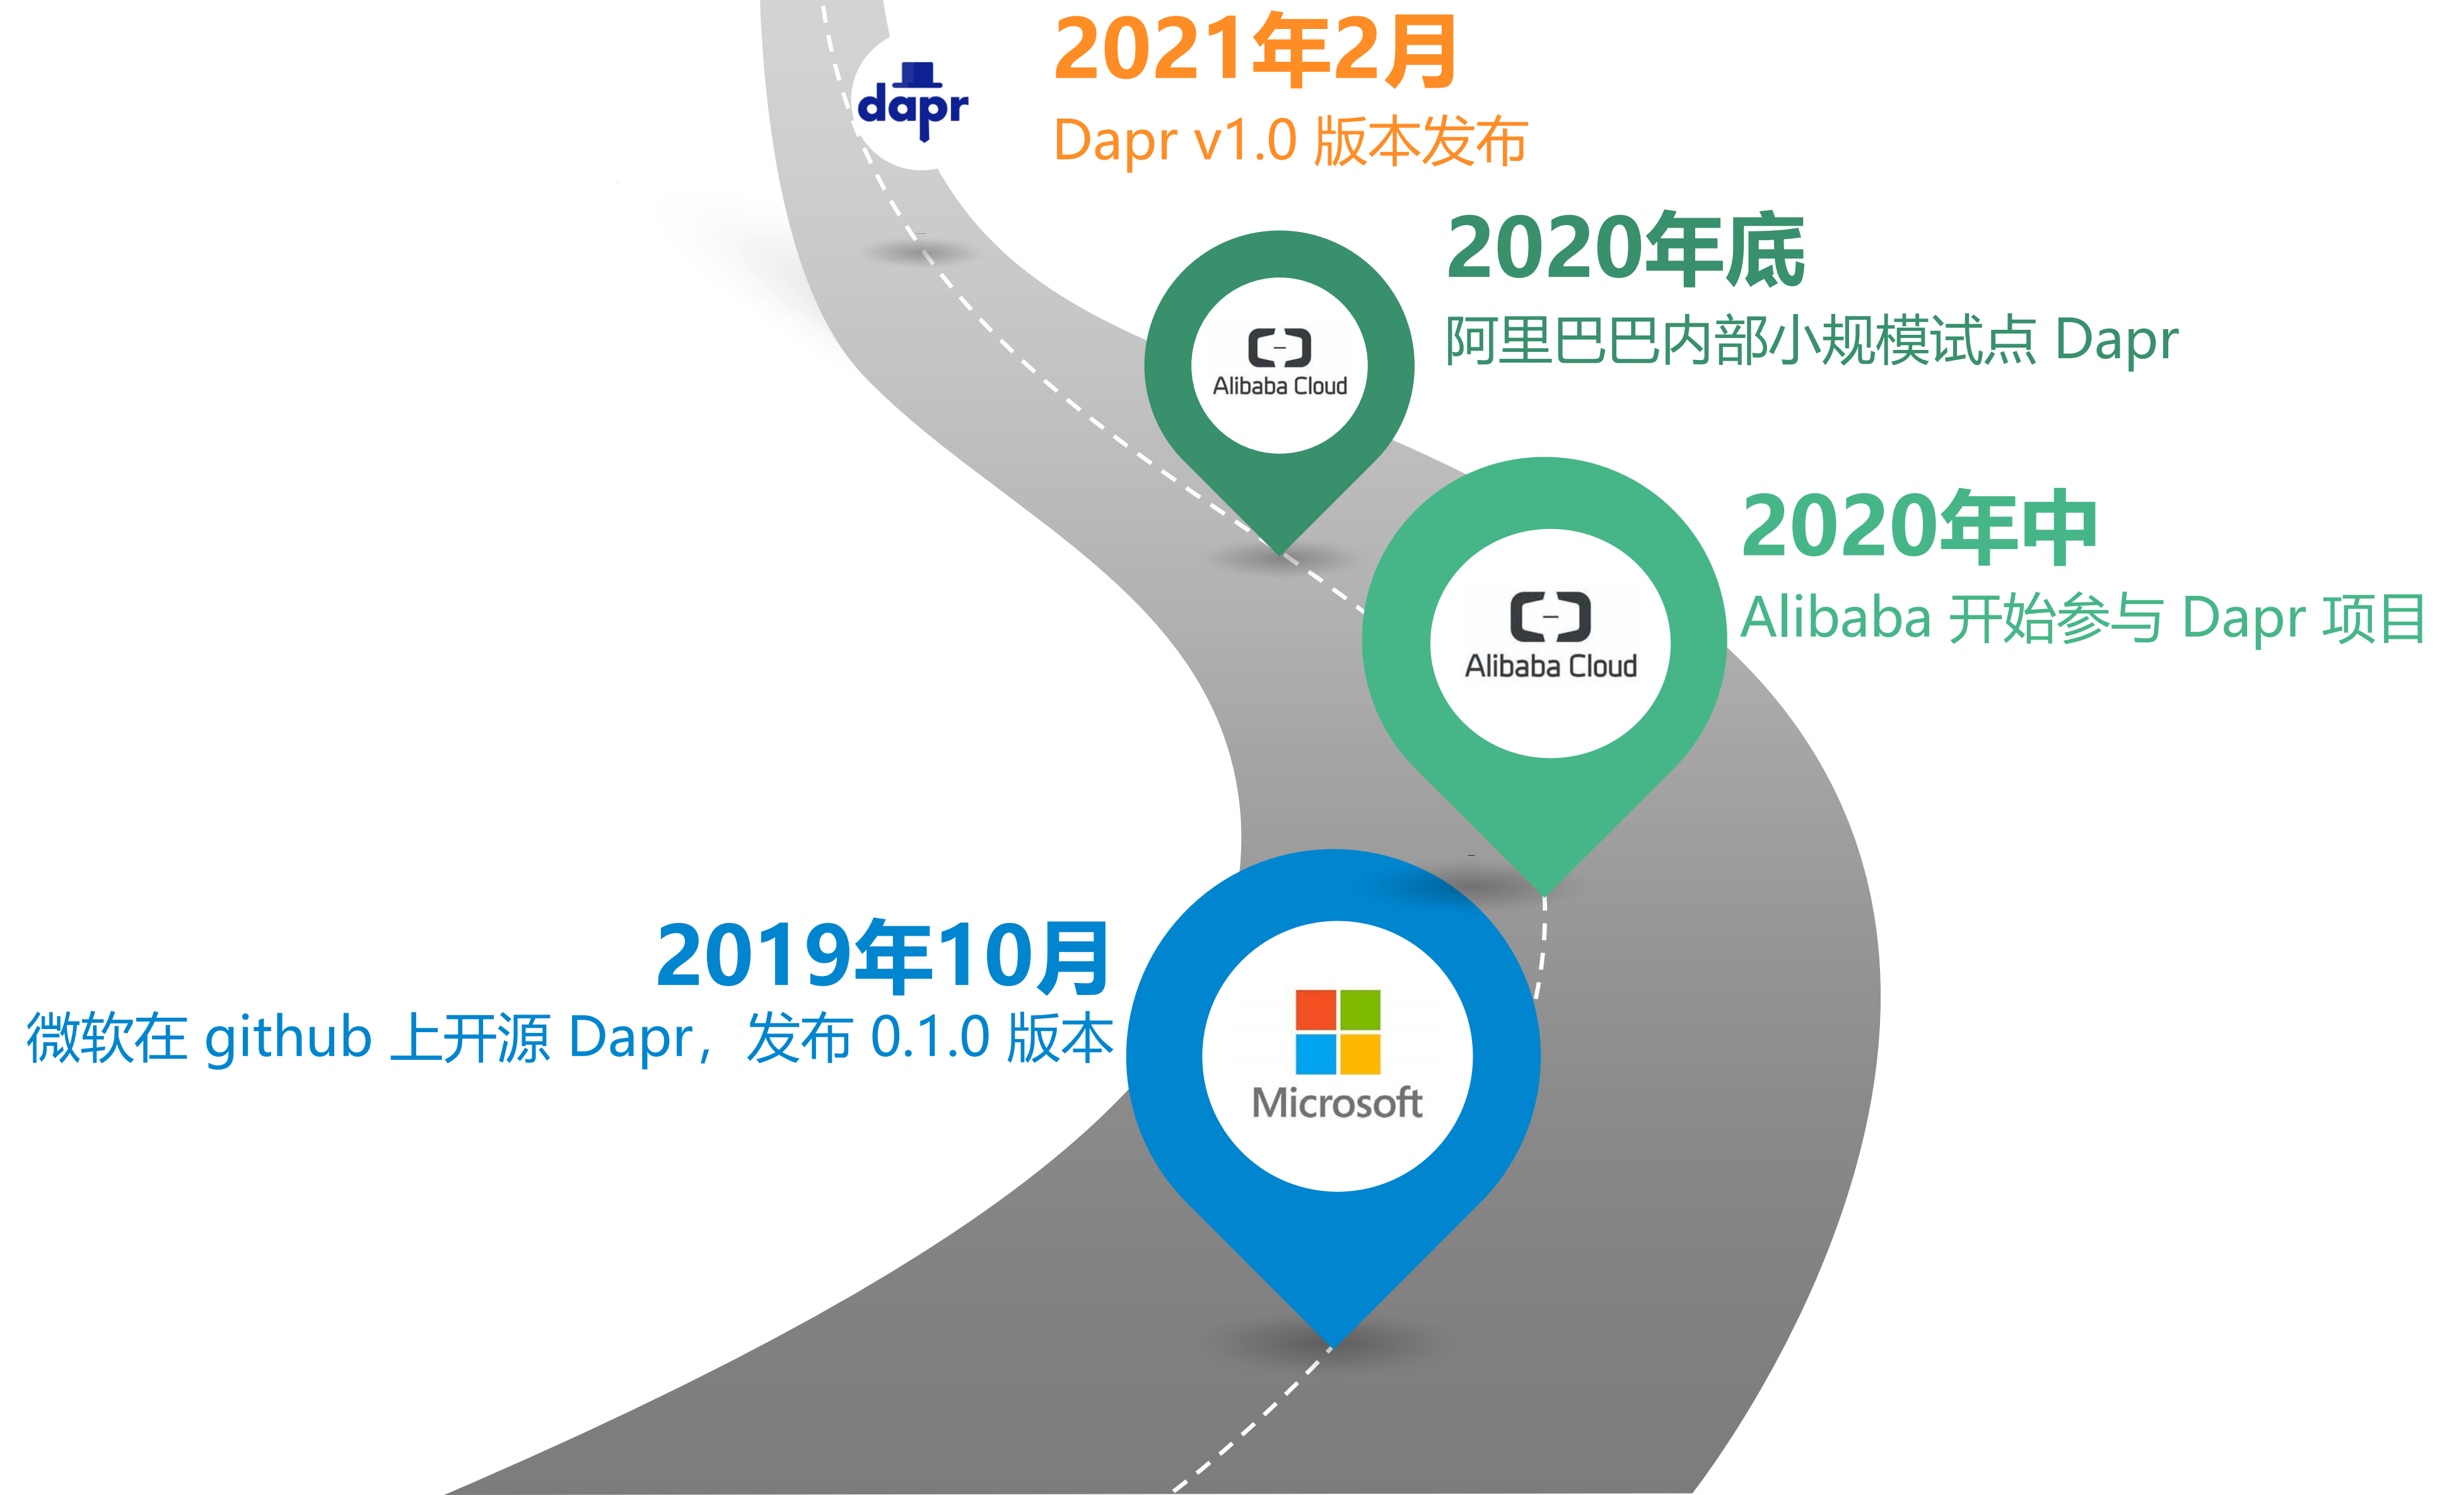 2021年2月
dapr
Dapr v1.0 版本发布
2020年底
阿里巴巴内部小规模试点 Dapr
Alibaba Cloud
2020年中
Alibaba 开始参与 Dapr 项目
Alibaba Cloud
2019年10月
微软在 github 上开源 Dapr，发布 0.1.0 版本
Microsoft